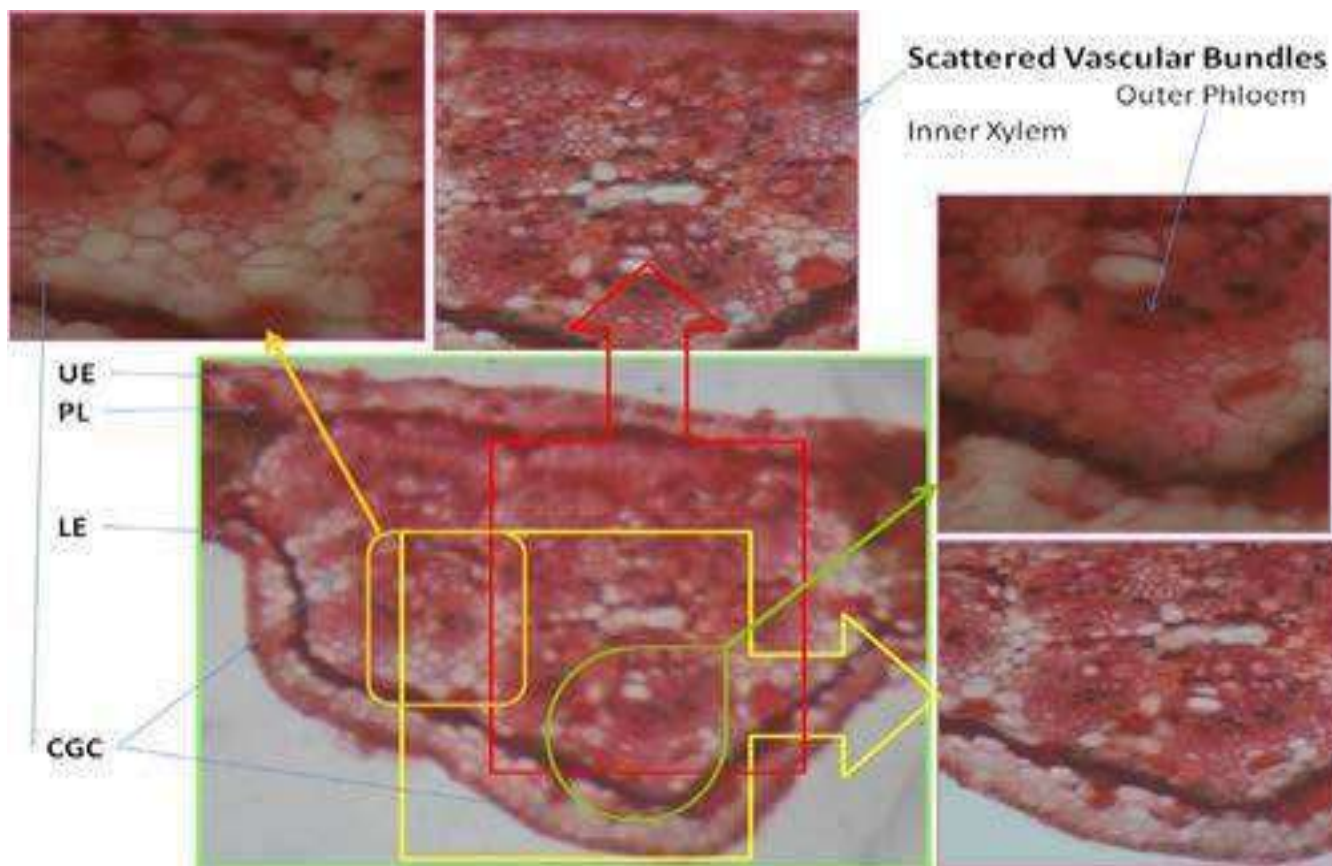 Scattered Vascular Bundles
Outer Phloem
Inner Xylem
UE
PL
LE
CGC